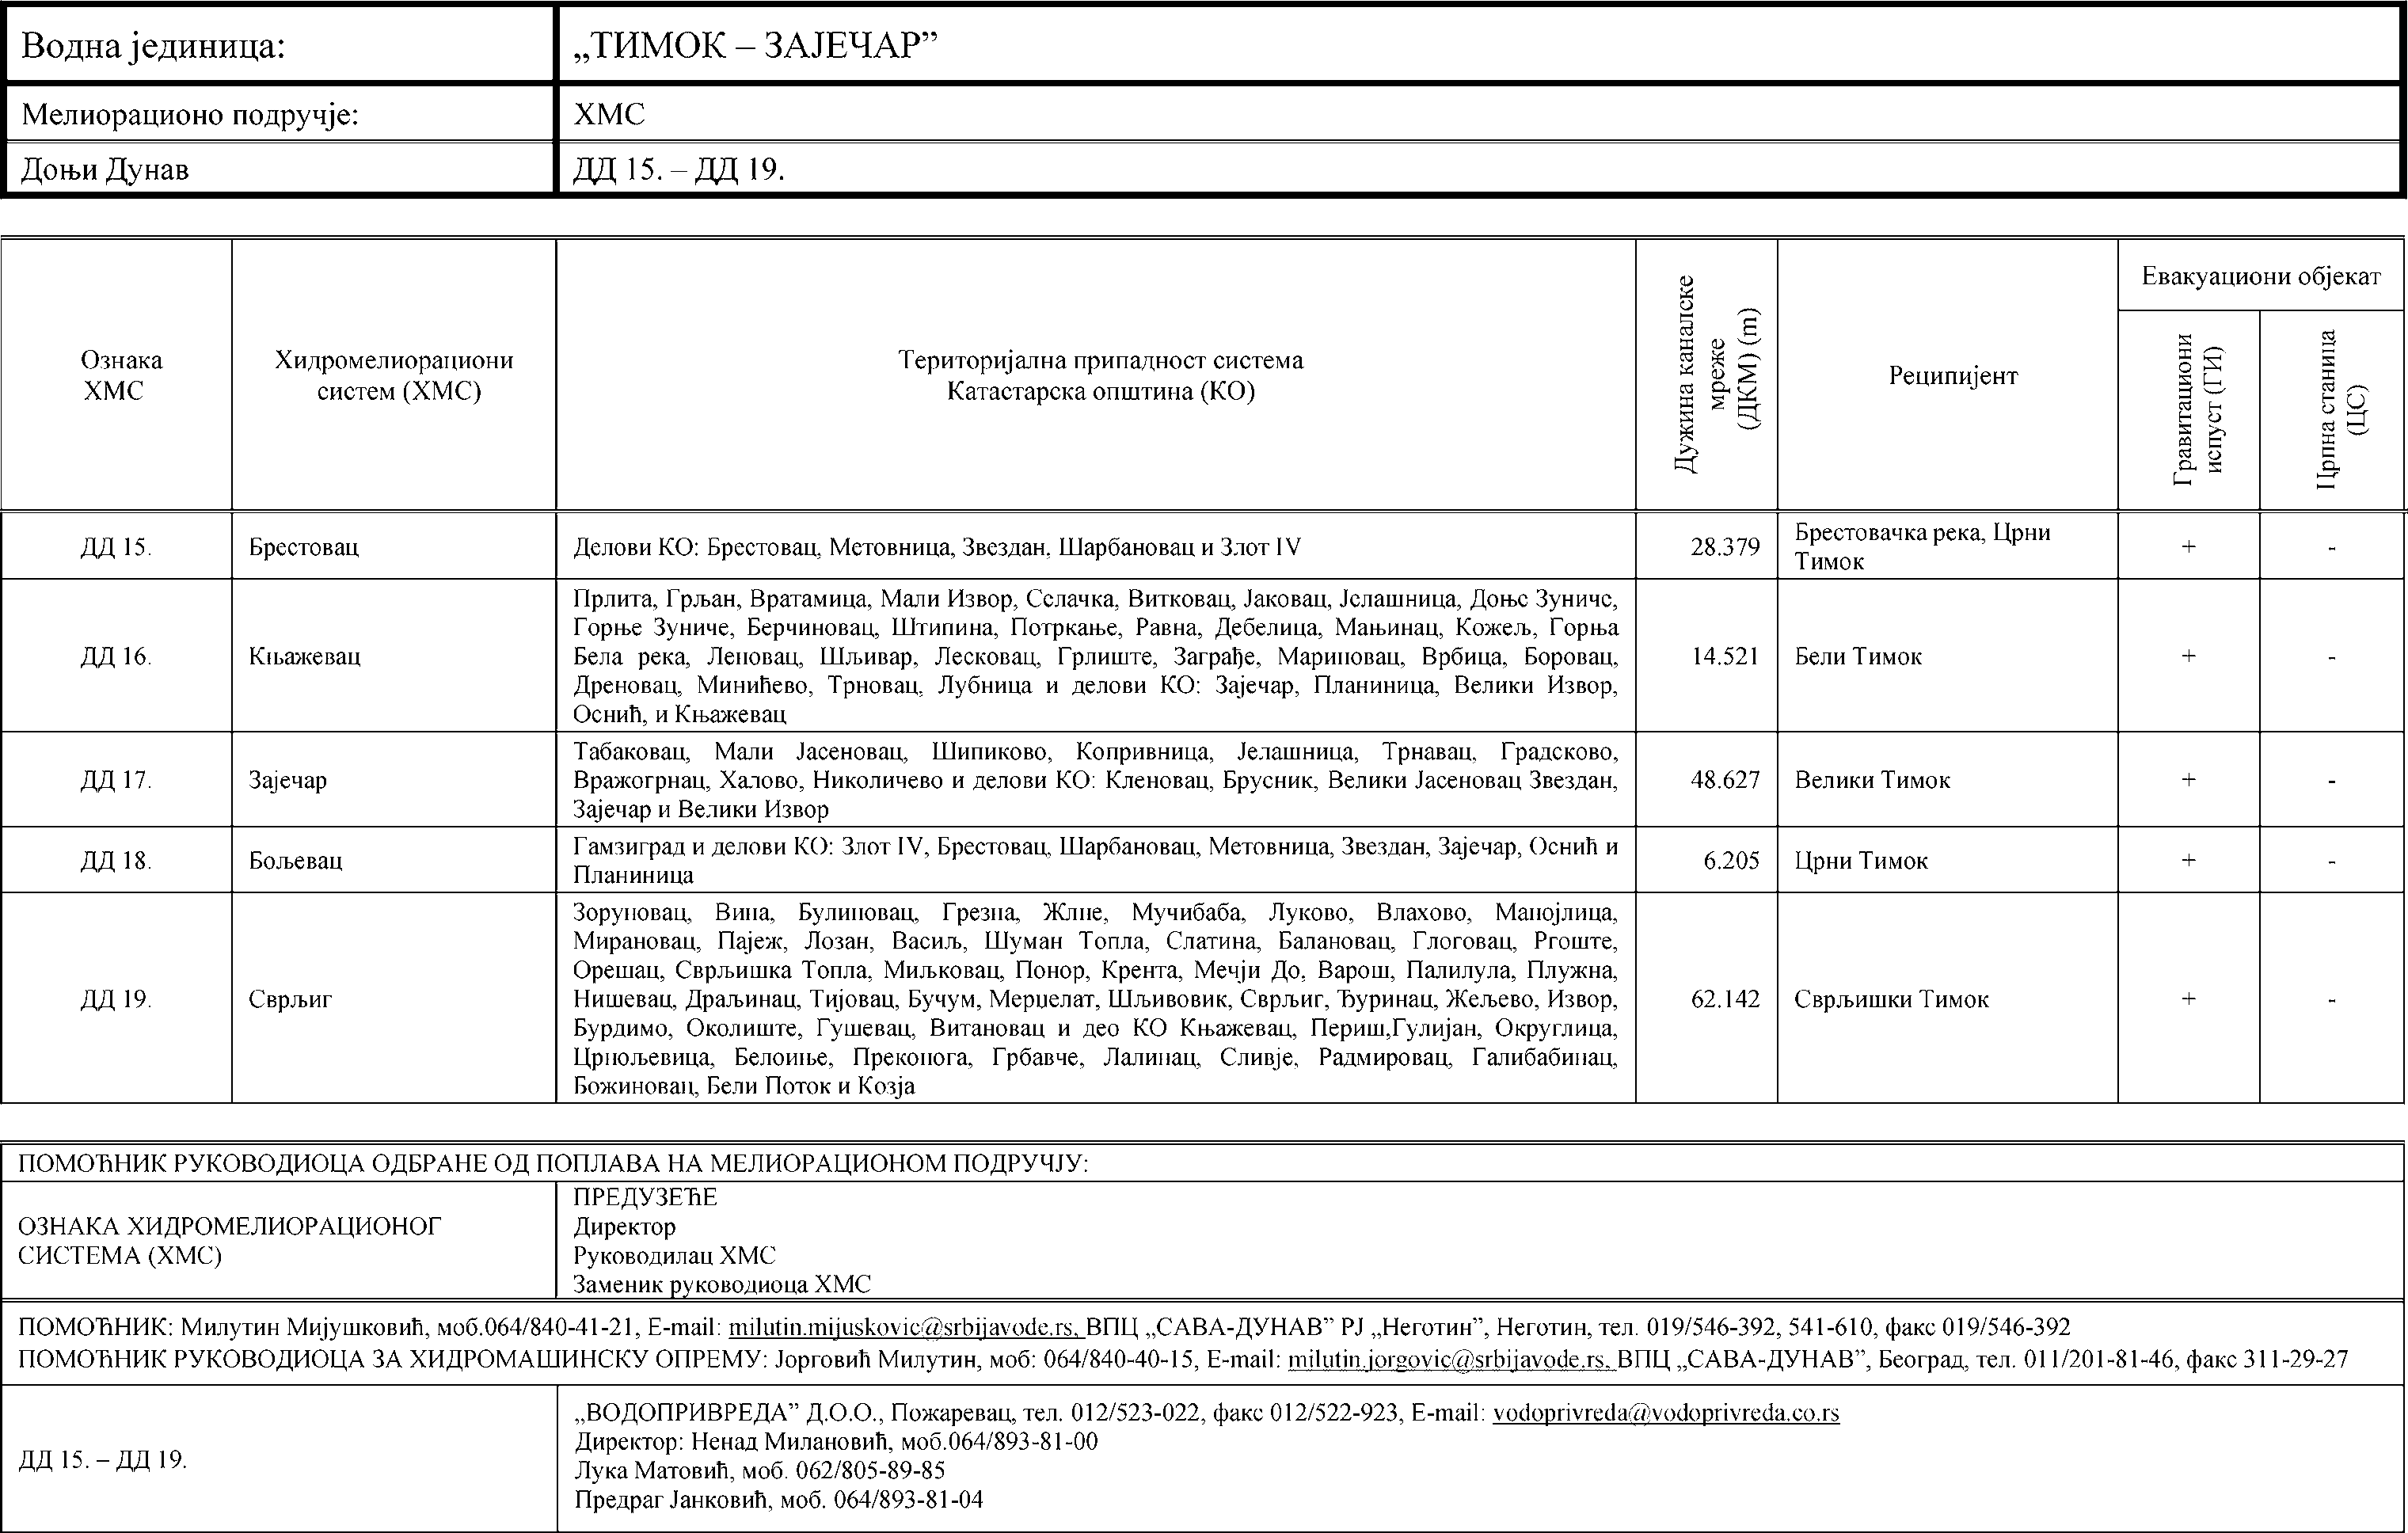 Водна јединица:
„ТИМОК – ЗАЈЕЧАР”
Мелиорационо подручје:
ХМС
Доњи Дунав
ДД 15. – ДД 19.
Ознака
ХМС
Хидромелиорациони
систем (ХМС)
Територијална припадност система
Катастарска општина (КО)
Дужина каналске
мреже
(ДКМ) (m)
Реципијент
Евакуациони објекат
Гравитациони
испуст (ГИ)
Црпна станица
(ЦС)
ДД 15.
Брестовац
Делови КО: Брестовац, Метовница, Звездан, Шарбановац и Злот IV
28.379
Брестовачка река, Црни
Тимок
+
-
ДД 16.
Књажевац
Прлита, Грљан, Вратамица, Мали Извор, Селачка, Витковац, Јаковац, Јелашница, Доње Зуниче,
Горње Зуниче, Берчиновац, Штипина, Потркање, Равна, Дебелица, Мањинац, Кожељ, Горња
Бела река, Леновац, Шљивар, Лесковац, Грлиште, Заграђе, Мариновац, Врбица, Боровац,
Дреновац, Минићево, Трновац, Лубница и делови КО: Зајечар, Планиница, Велики Извор,
Оснић, и Књажевац
14.521
Бели Тимок
+
-
ДД 17.
Зајечар
Табаковац, Мали Јасеновац, Шипиково, Копривница, Јелашница, Трнавац, Градсково,
Вражогрнац, Халово, Николичево и делови КО: Кленовац, Брусник, Велики Јасеновац Звездан,
Зајечар и Велики Извор
48.627
Велики Тимок
+
-
ДД 18.
Бољевац
Гамзиград и делови КО: Злот IV, Брестовац, Шарбановац, Метовница, Звездан, Зајечар, Оснић и
Планиница
6.205
Црни Тимок
+
-
ДД 19.
Сврљиг
Зоруновац, Вина, Булиновац, Грезна, Жлне, Мучибаба, Луково, Влахово, Манојлица,
Мирановац, Пајеж, Лозан, Васиљ, Шуман Топла, Слатина, Балановац, Глоговац, Ргоште,
Орешац, Сврљишка Топла, Миљковац, Понор, Крента, Мечји До, Варош, Палилула, Плужна,
Нишевац, Драљинац, Тијовац, Бучум, Мерџелат, Шљивовик, Сврљиг, Ђуринац, Жељево, Извор,
Бурдимо, Околиште, Гушевац, Витановац и део КО Књажевац, Периш,Гулијан, Округлица,
Црнољевица, Белоиње, Преконога, Грбавче, Лалинац, Сливје, Радмировац, Галибабинац,
Божиновац, Бели Поток и Козја
62.142
Сврљишки Тимок
+
-
ПОМОЋНИК РУКОВОДИОЦА ОДБРАНЕ ОД ПОПЛАВА НА МЕЛИОРАЦИОНОМ ПОДРУЧЈУ:
ОЗНАКА ХИДРОМЕЛИОРАЦИОНОГ
СИСТЕМА (ХМС)
ПРЕДУЗЕЋЕ
Директор
Руководилац ХМС
Заменик руководиоца ХМС
ПОМОЋНИК: Милутин Мијушковић, моб.064/840-41-21, E-mail: milutin.mijuskovic@srbijavode.rs, ВПЦ „САВА-ДУНАВ” РЈ „Неготин”, Неготин, тел. 019/546-392, 541-610, факс 019/546-392
ПОМОЋНИК РУКОВОДИОЦА ЗА ХИДРОМАШИНСКУ ОПРЕМУ: Јорговић Милутин, моб: 064/840-40-15, E-mail: milutin.jorgovic@srbijavode.rs, ВПЦ „САВА-ДУНАВ”, Београд, тел. 011/201-81-46, факс 311-29-27
ДД 15. – ДД 19.
„ВОДОПРИВРЕДА” Д.О.О., Пожаревац, тел. 012/523-022, факс 012/522-923, E-mail: vodoprivreda@vodoprivreda.co.rs
Директор: Ненад Милановић, моб.064/893-81-00
Лука Матовић, моб. 062/805-89-85
Предраг Јанковић, моб. 064/893-81-04